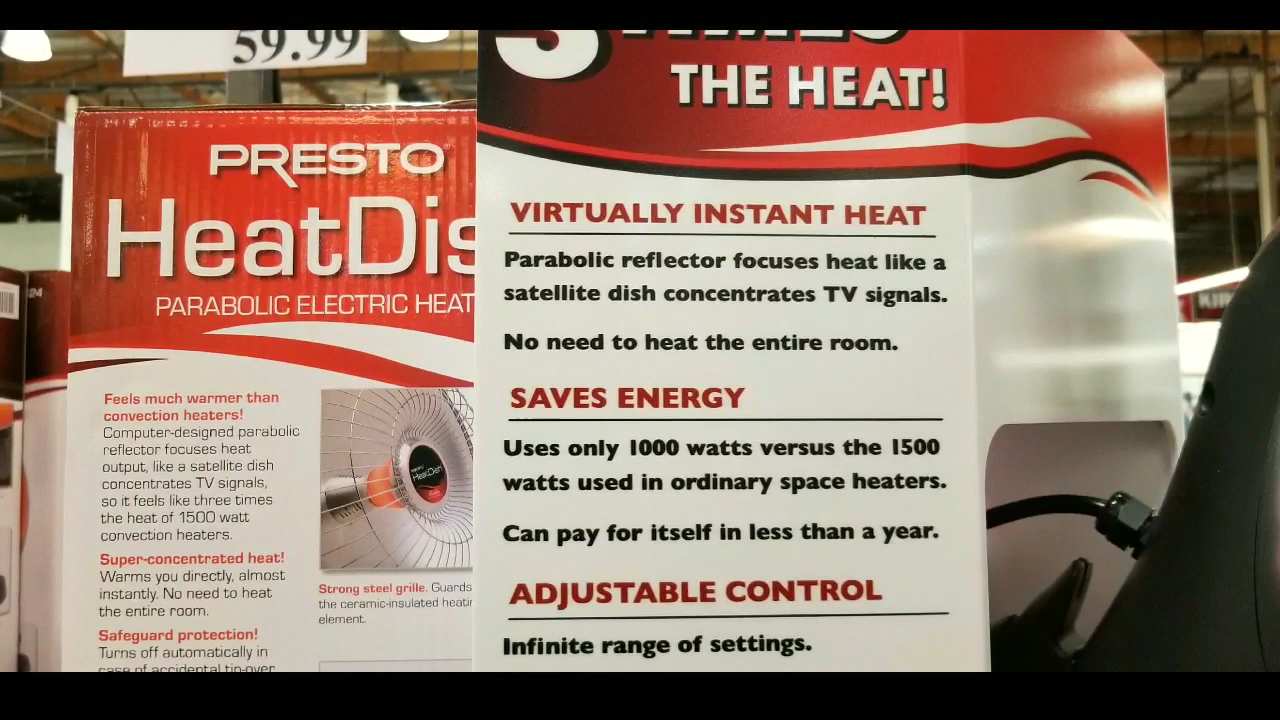 59.99
PRESTO
HeatDis
PARABOLIC ELECTRIC HEAT
Feels much warmer than
convection heaters!
Computer-designed parabolic
reflector focuses heat
output, like a satellite dish
concentrates TV signals,
so it feels like three times
the heat of 1500 watt
convection heaters.
Super-concentrated heat!
Warms you directly, almost
instantly. No need to heat
the entire room.
Safeguard protection!
Turns off automatically in
case of accidental tip-over
HeatDish
Strong steel grille. Guards
the ceramic-insulated heatin
element.
3 TIMES
THE HEAT!
VIRTUALLY INSTANT HEAT
Parabolic reflector focuses heat like a
satellite dish concentrates TV signals.
No need to heat the entire room.
SAVES ENERGY
Uses only 1000 watts versus the 1500
watts used in ordinary space heaters.
Can pay for itself in less than a year.
ADJUSTABLE CONTROL
Infinite range of settings.
24
KIR